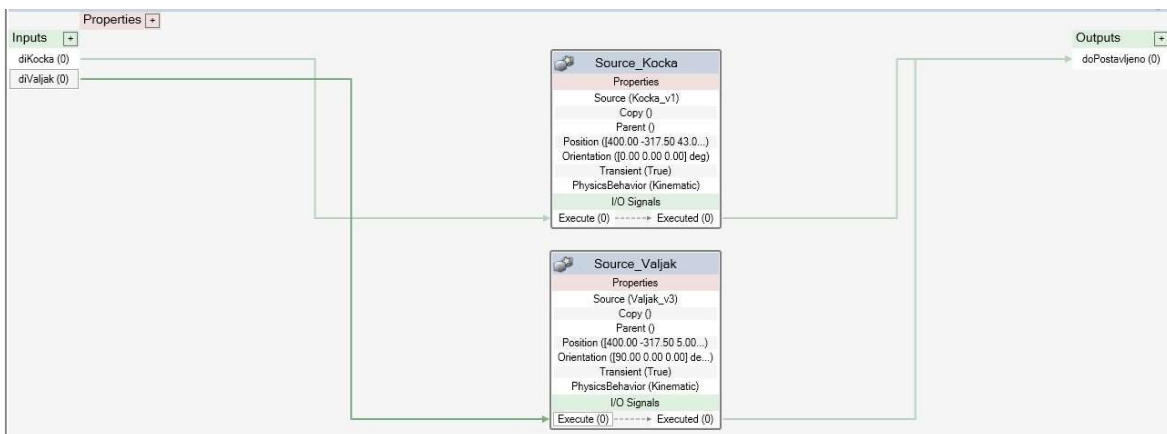 Properties +
Inputs +
diKocka (0)
diValjak (0)
Source_Kocka
Properties
Source (Kocka_v1)
Copy ()
Parent ()
Position ([400.00 -317.50 43.0...)
Orientation ([0.00 0.00 0.00] deg)
Transient (True)
PhysicsBehavior (Kinematic)
I/O Signals
Execute (0) Executed (0)
Source_Valjak
Properties
Source (Valjak_v3)
Copy ()
Parent ()
Position ([400.00 -317.50 5.00...)
Orientation ([90.00 0.00 0.00] de...)
Transient (True)
PhysicsBehavior (Kinematic)
I/O Signals
Execute (0) Executed (0)
Outputs +
doPostavljeno (0)